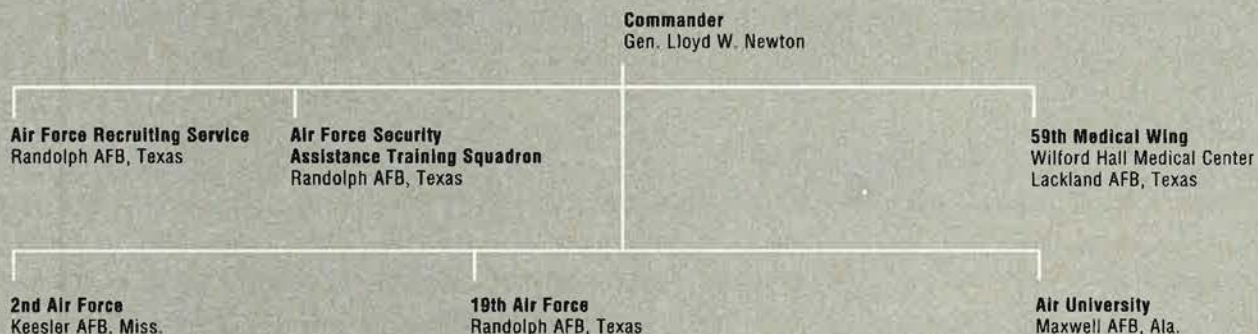 Commander
Gen. Lloyd W. Newton
Air Force Recruiting Service
Randolph AFB, Texas
Air Force Security
Assistance Training Squadron
Randolph AFB, Texas
59th Medical Wing
Wilford Hall Medical Center
Lackland AFB, Texas
2nd Air Force
Keesler AFB, Miss.
19th Air Force
Randolph AFB, Texas
Air University
Maxwell AFB, Ala.